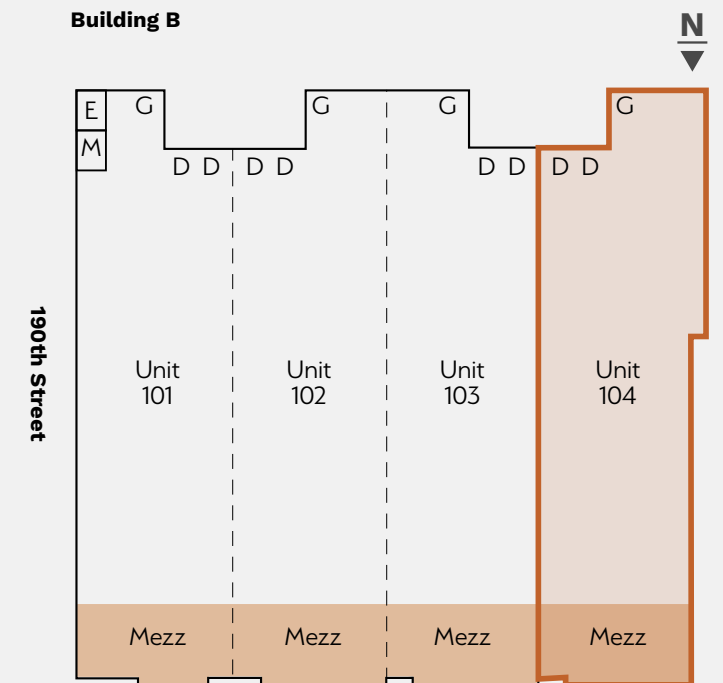 Building B
N
E
G
G
G
G
M
D D
D D
D D
D D
190th Street
Unit
101
Unit
102
Unit
103
Unit
104
Mezz
Mezz
Mezz
Mezz